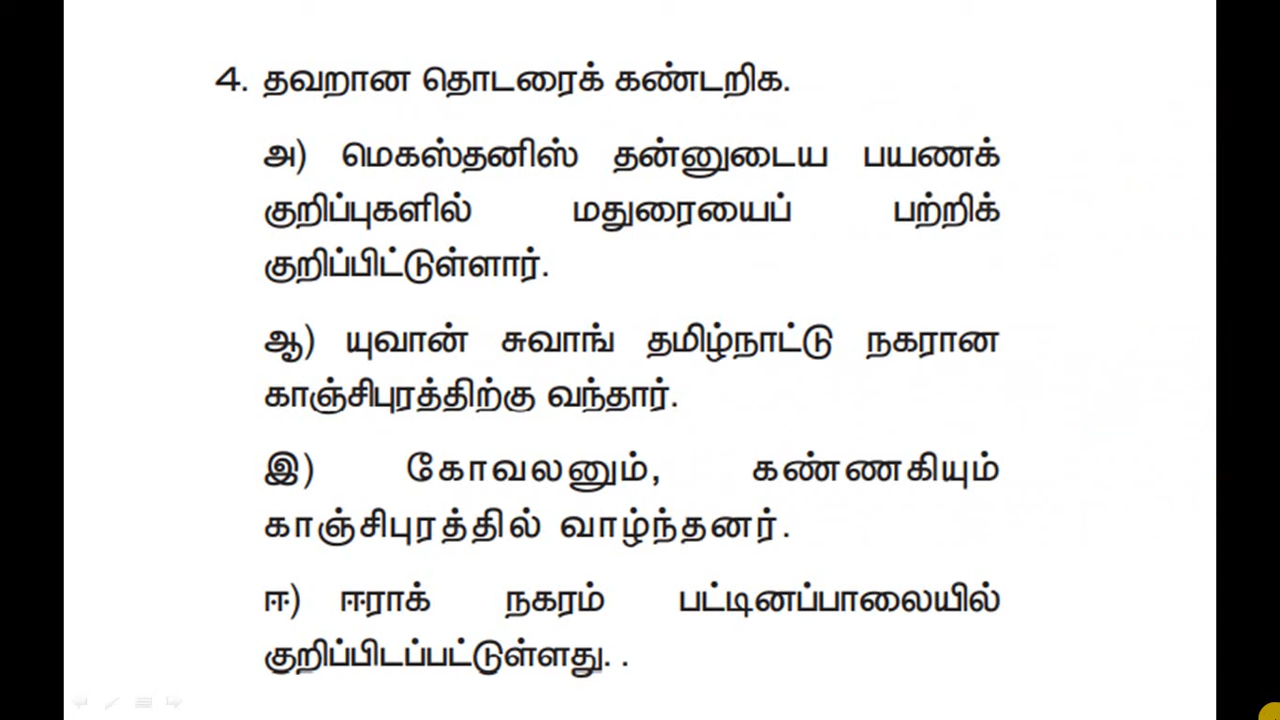 4. தவறான தொடரைக் கண்டறிக.
அ) மெகஸ்தனிஸ் தன்னுடைய பயணக்
குறிப்புகளில் மதுரையைப் பற்றிக்
குறிப்பிட்டுள்ளார்.
ஆ) யுவான் சுவாங் தமிழ்நாட்டு நகரான
காஞ்சிபுரத்திற்கு வந்தார்.
இ) கோவலனும், கண்ணகியும்
காஞ்சிபுரத்தில் வாழ்ந்தனர்.
ஈ) ஈராக் நகரம் பட்டினப்பாலையில்
குறிப்பிடப்பட்டுள்ளது. .